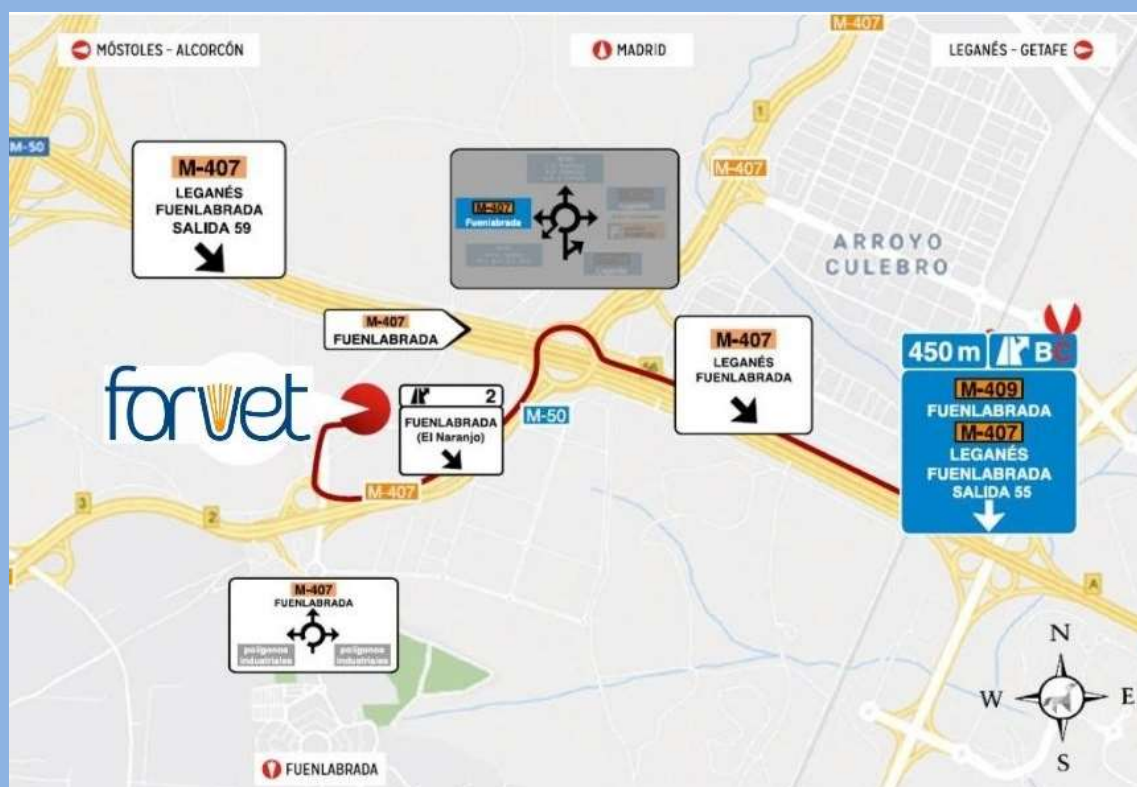 MÓSTOLES - ALCORCÓN
MADRID
LEGANÉS - GETAFE
M-407
M-50
1
M-407
M-407
LEGANÉS
FUENLABRADA
SALIDA 59
M-407
Fuenlabrada
ARROYO
CULEBRO
M-407
FUENLABRADA
M-407
LEGANÉS
FUENLABRADA
56
450 m
BC
M-409
FUENLABRADA
M-407
LEGANÉS
FUENLABRADA
SALIDA 55
forvet
2
FUENLABRADA
(El Naranjo)
M-50
M-407
3
2
A
M-407
FUENLABRADA
polígonos
industriales
polígonos
industriales
N
W
E
S
FUENLABRADA